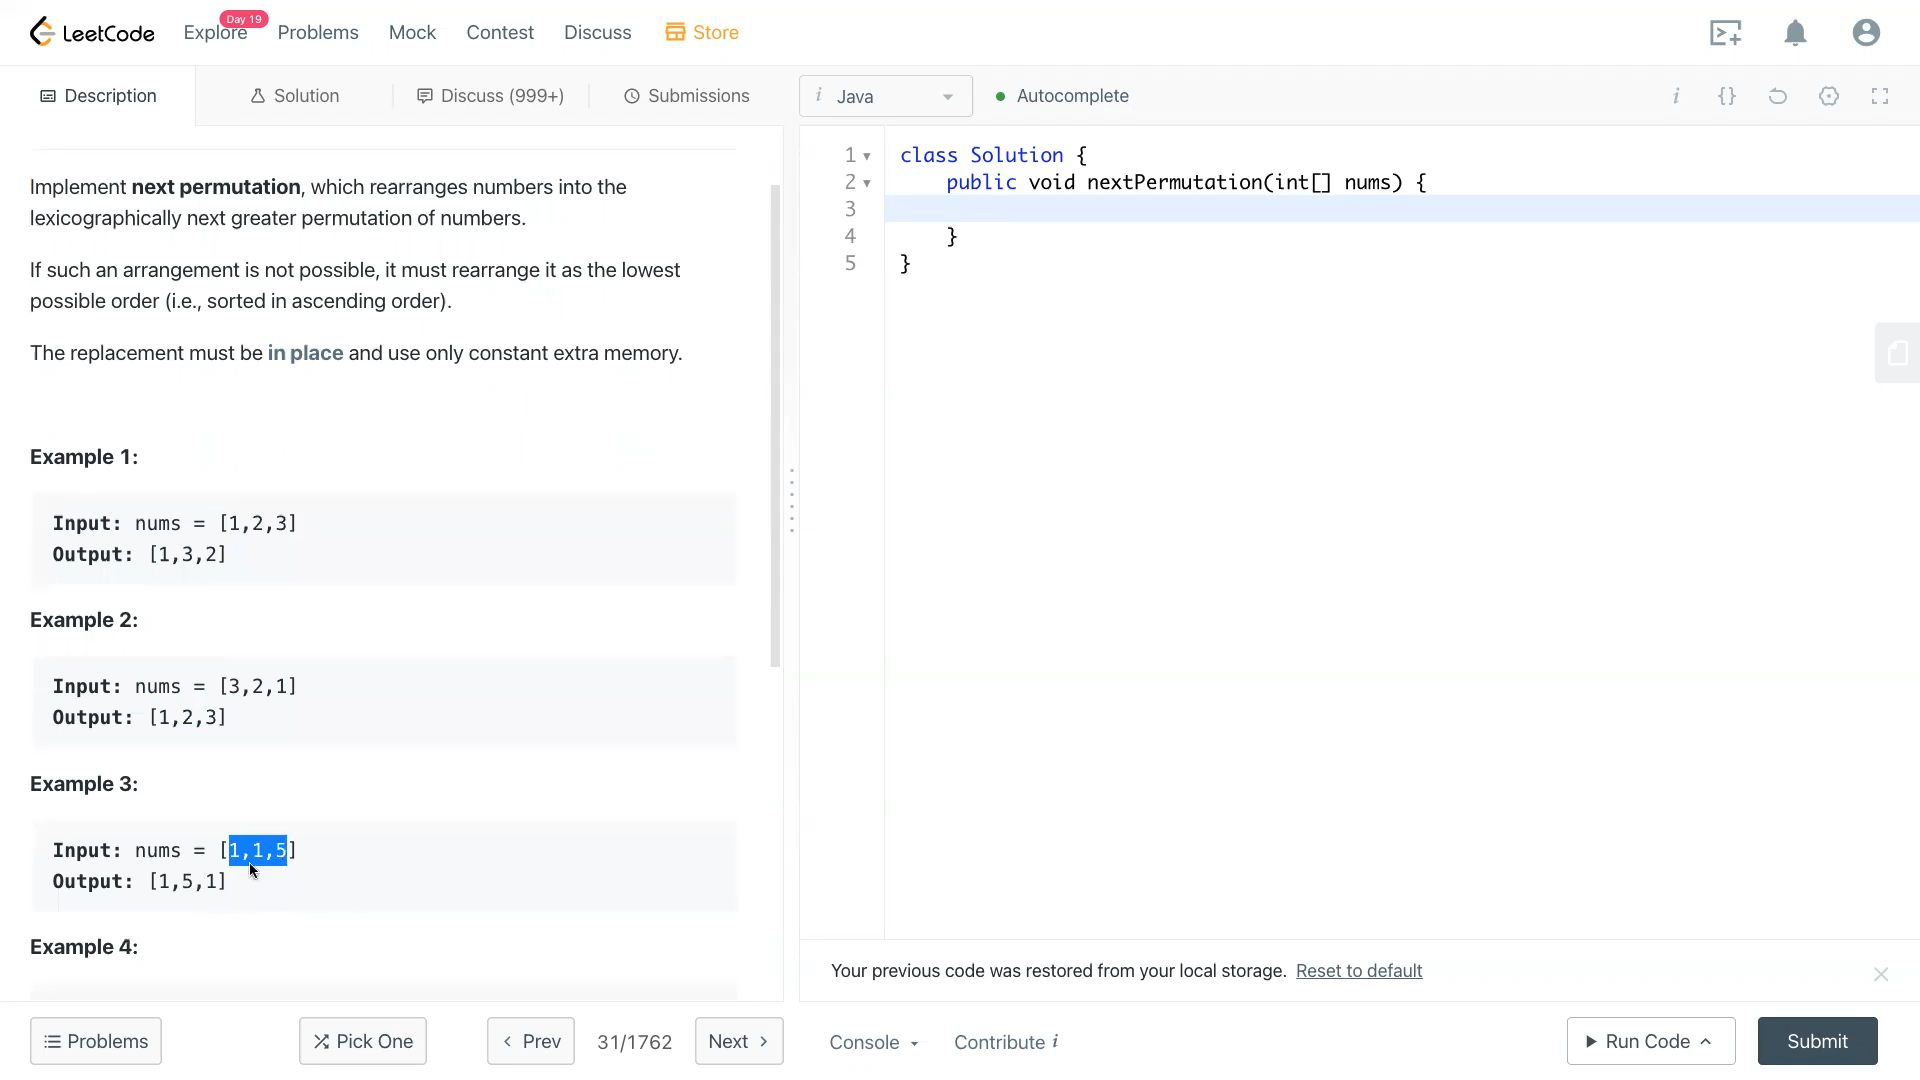 LeetCode
Explore
Day 19
Problems
Mock
Contest
Discuss
Store
Description
Solution
Discuss (999+)
Submissions
i Java
Autocomplete
i {}
Implement next permutation, which rearranges numbers into the
lexicographically next greater permutation of numbers.
If such an arrangement is not possible, it must rearrange it as the lowest
possible order (i.e., sorted in ascending order).
The replacement must be in place and use only constant extra memory.
Example 1:
Input: nums = [1,2,3]
Output: [1,3,2]
Example 2:
Input: nums = [3,2,1]
Output: [1,2,3]
Example 3:
Input: nums = [1,1,5]
Output: [1,5,1]
Example 4:
1 class Solution {
2 public void nextPermutation(int[] nums) {
3
4 }
5 }
Your previous code was restored from your local storage. Reset to default
Problems
Pick One
Prev
31/1762
Next
Console
Contribute i
Run Code
Submit